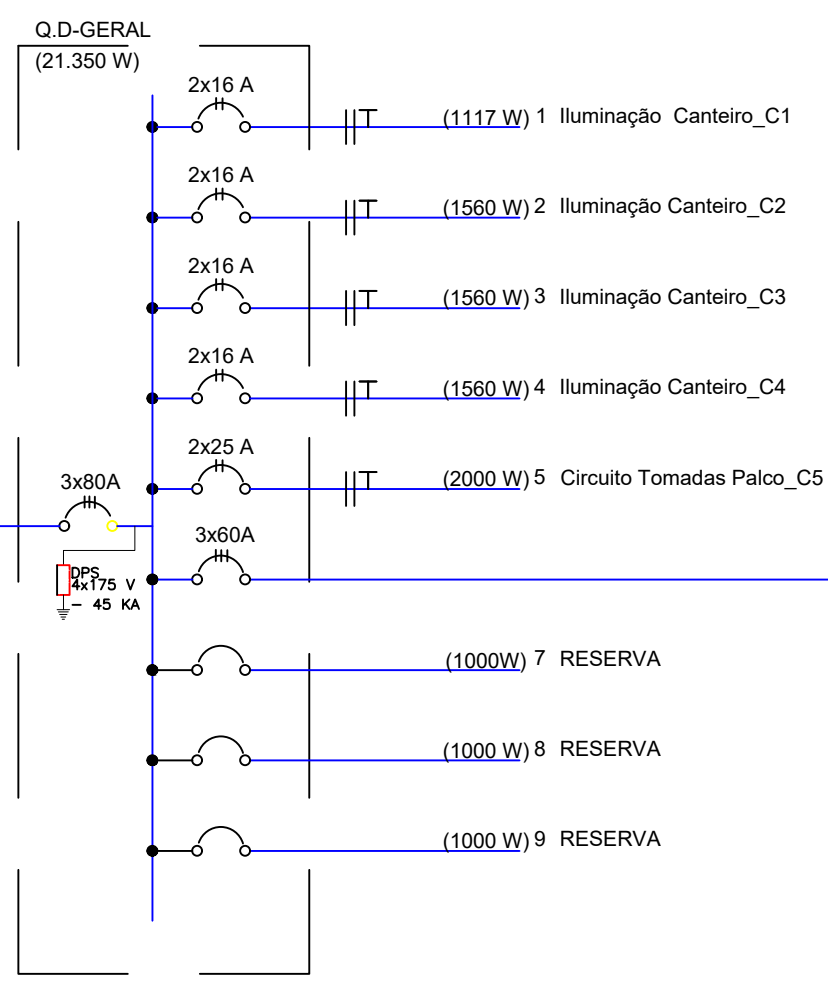 Q.D-GERAL
(21.350 W)
2x16 A
(1117 W) 1 Iluminação Canteiro_C1
2x16 A
(1560 W) 2 Iluminação Canteiro_C2
2x16 A
(1560 W) 3 Iluminação Canteiro_C3
2x16 A
(1560 W) 4 Iluminação Canteiro_C4
2x25 A
(2000 W) 5 Circuito Tomadas Palco_C5
3x80A
3x60A
DPS
4x175 V
- 45 KA
(1000W) 7 RESERVA
(1000 W) 8 RESERVA
(1000 W) 9 RESERVA